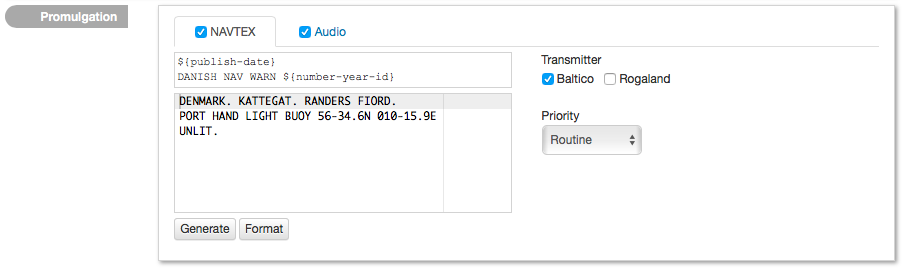 Promulgation
NAVTEX
Audio
${publish-date}
DANISH NAV WARN ${number-year-id}
DENMARK. KATTEGAT. RANDERS FIORD.
PORT HAND LIGHT BUOY 56-34.6N 010-15.9E
UNLIT.
Generate
Format
Transmitter
Baltico
Rogaland
Priority
Routine